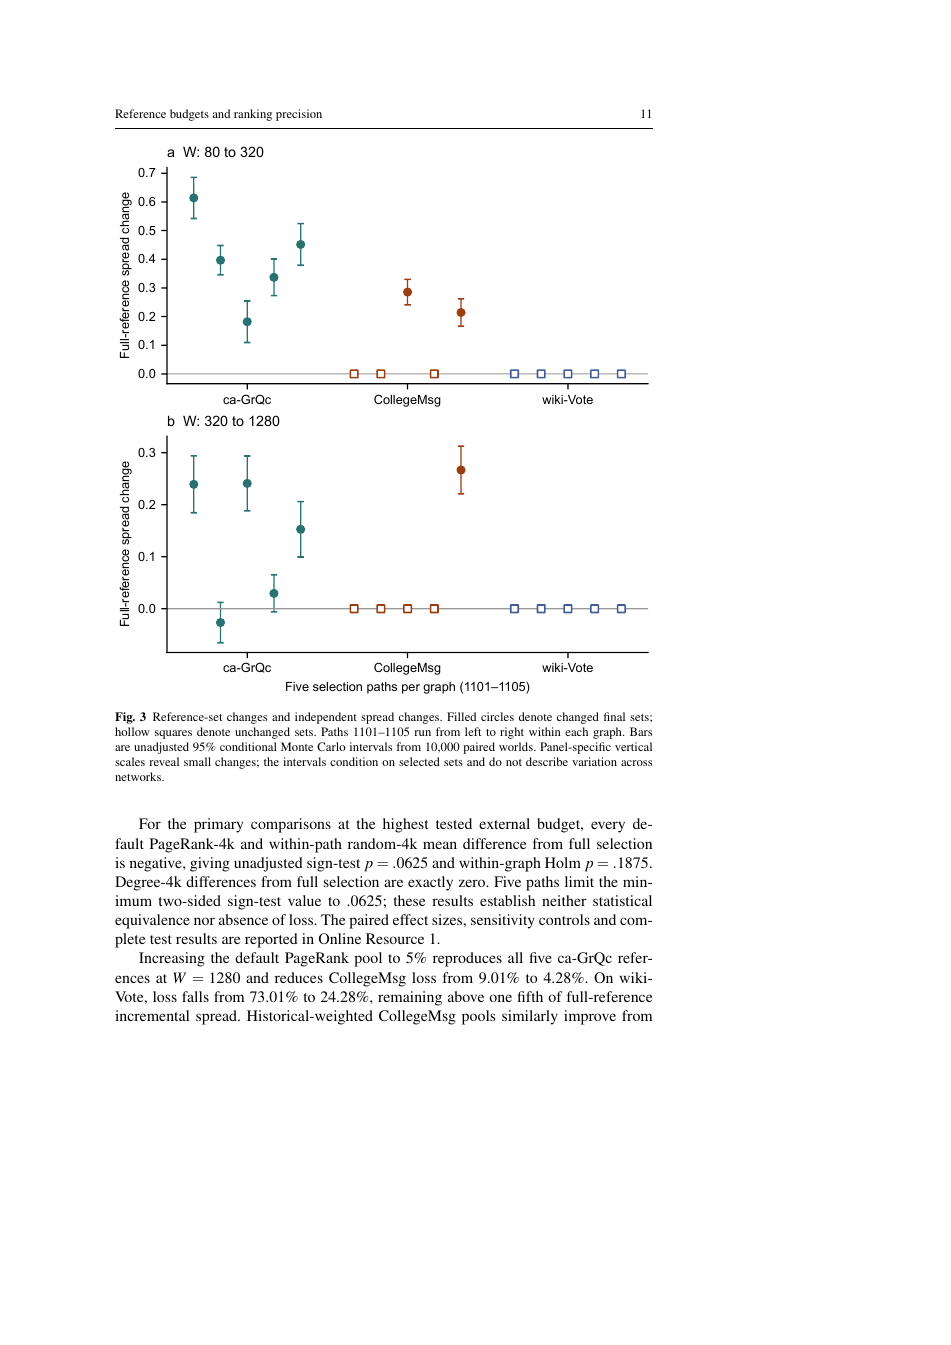 Reference budgets and ranking precision 11
a W: 80 to 320
Full-reference spread change
0.7
0.6
0.5
0.4
0.3
0.2
0.1
0.0
ca-GrQc CollegeMsg wiki-Vote
b W: 320 to 1280
Full-reference spread change
0.3
0.2
0.1
0.0
ca-GrQc CollegeMsg wiki-Vote
Five selection paths per graph (1101–1105)
Fig. 3 Reference-set changes and independent spread changes. Filled circles denote changed final sets;
hollow squares denote unchanged sets. Paths 1101–1105 run from left to right within each graph. Bars
are unadjusted 95% conditional Monte Carlo intervals from 10,000 paired worlds. Panel-specific vertical
scales reveal small changes; the intervals condition on selected sets and do not describe variation across
networks.
For the primary comparisons at the highest tested external budget, every de-
fault PageRank-4k and within-path random-4k mean difference from full selection
is negative, giving unadjusted sign-test p = .0625 and within-graph Holm p = .1875.
Degree-4k differences from full selection are exactly zero. Five paths limit the min-
imum two-sided sign-test value to .0625; these results establish neither statistical
equivalence nor absence of loss. The paired effect sizes, sensitivity controls and com-
plete test results are reported in Online Resource 1.
Increasing the default PageRank pool to 5% reproduces all five ca-GrQc refer-
ences at W = 1280 and reduces CollegeMsg loss from 9.01% to 4.28%. On wiki-
Vote, loss falls from 73.01% to 24.28%, remaining above one fifth of full-reference
incremental spread. Historical-weighted CollegeMsg pools similarly improve from